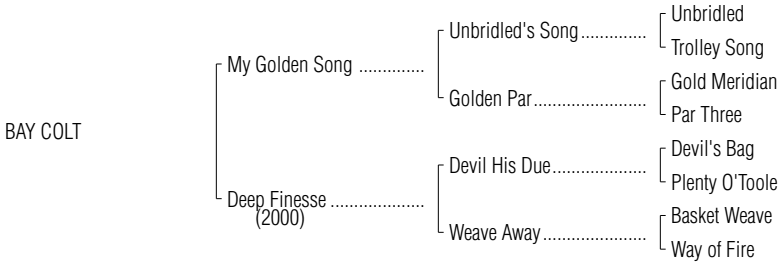 Unbridled
Unbridled's Song..............
Trolley Song
My Golden Song ..............
Gold Meridian
Golden Par........................
Par Three
BAY COLT
Devil's Bag
Devil His Due....................
Plenty O'Toole
Deep Finesse ....................
(2000)
Basket Weave
Weave Away......................
Way of Fire